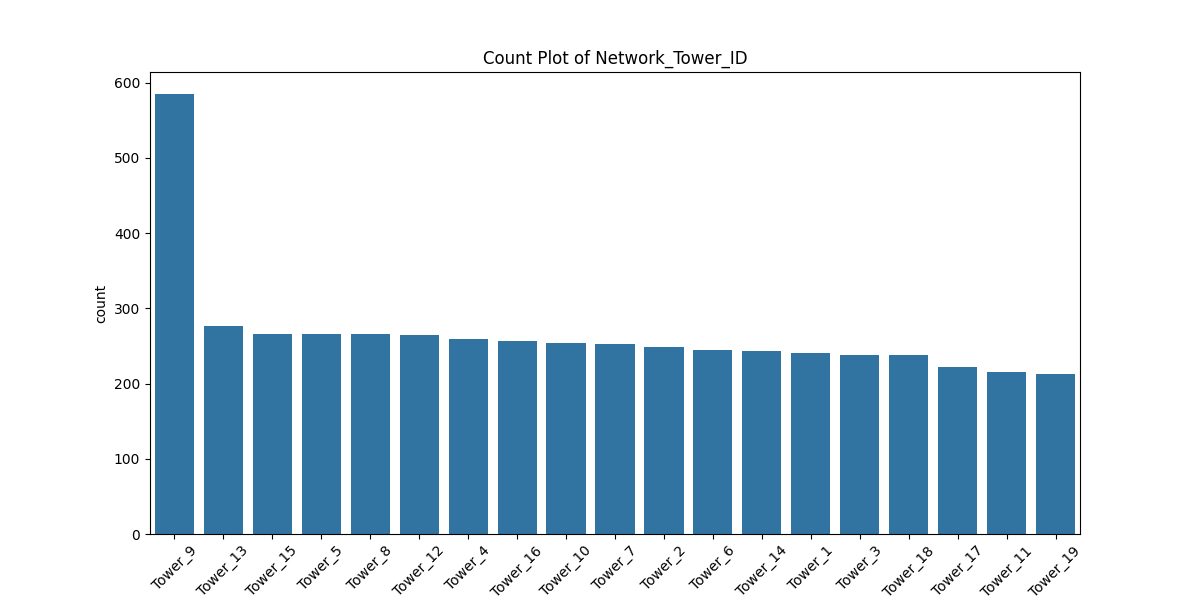 Count Plot of Network_Tower_ID
600
500
400
300
200
100
0
count
Tower_9
Tower_13
Tower_15
Tower_5
Tower_8
Tower_12
Tower_4
Tower_16
Tower_10
Tower_7
Tower_2
Tower_6
Tower_14
Tower_1
Tower_3
Tower_18
Tower_17
Tower_11
Tower_19